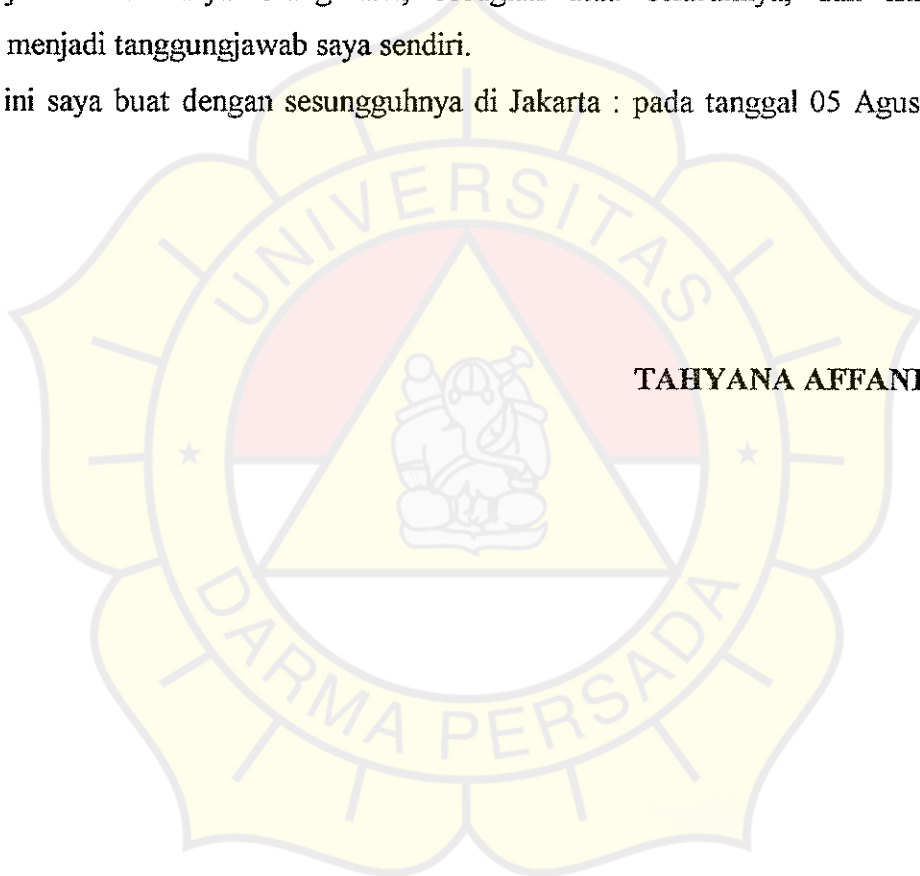 menjadi tanggungjawab saya sendiri.
ini saya buat dengan sesungguhnya di Jakarta : pada tanggal 05 Agus
UNIVERSITAS
TAHYANA AFFANI
DARMA PERSADA